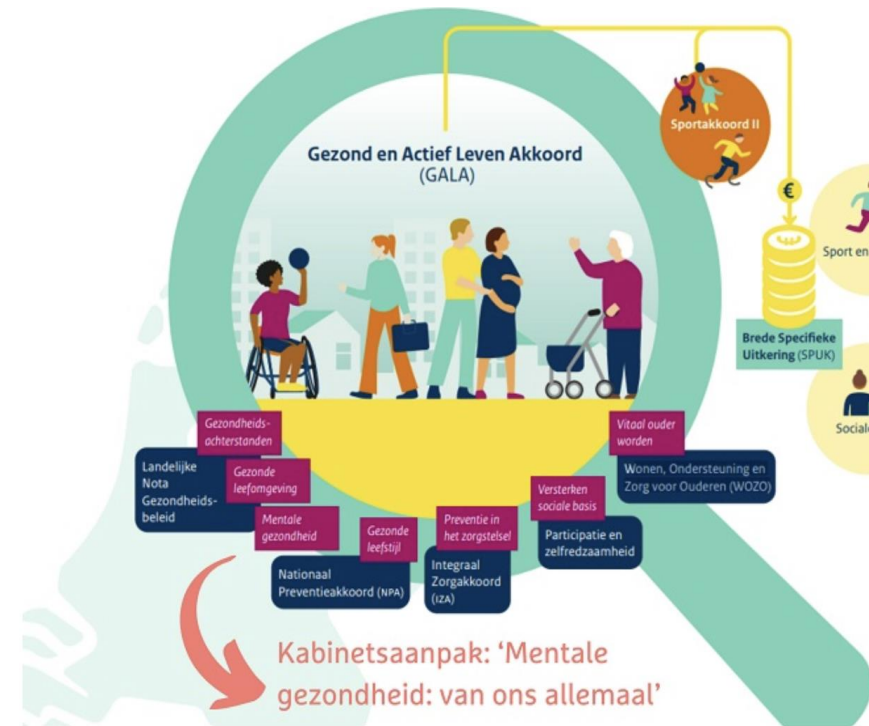 Gezond en Actief Leven Akkoord
(GALA)
Sportakkoord II
€
Sport en
Brede Specifieke
Uitkering (SPUK)
Sociale
Gezondheids-
achterstanden
Landelijke
Nota
Gezondheids-
beleid
Gezonde
leefomgeving
Mentale
gezondheid
Gezonde
leefstijl
Nationaal
Preventieakkoord (NPA)
Preventie in
het zorgstelsel
Integraal
Zorgakkoord
(IZA)
Versterken
sociale basis
Participatie en
zelfredzaamheid
Vitaal ouder
worden
Wonen, Ondersteuning en
Zorg voor Ouderen (WOZO)
Kabinetsaanpak: ‘Mentale
gezondheid: van ons allemaal’